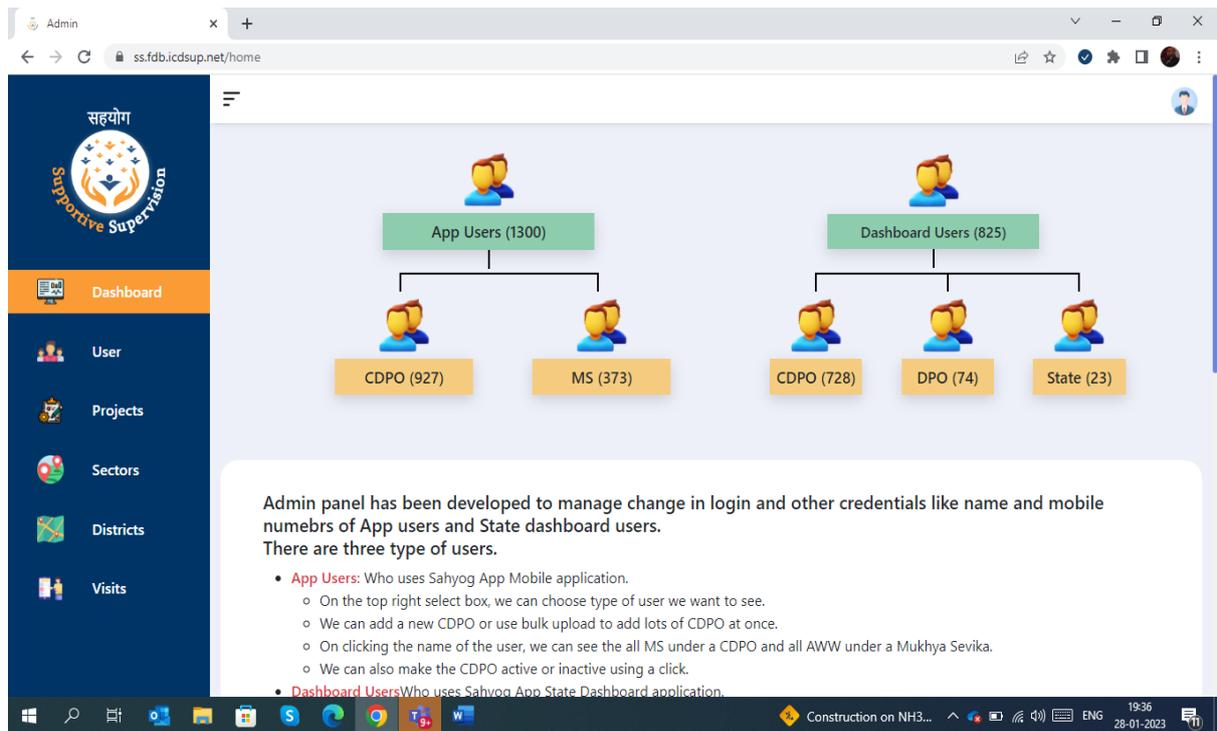 Admin
ss.fdb.icdsup.net/home
सहयोग
Supportive Supervision
Dashboard
User
Projects
Sectors
Districts
Visits
App Users (1300)
Dashboard Users (825)
CDPO (927)
MS (373)
CDPO (728)
DPO (74)
State (23)
Admin panel has been developed to manage change in login and other credentials like name and mobile
numebrs of App users and State dashboard users.
There are three type of users.
App Users: Who uses Sahyog App Mobile application.
On the top right select box, we can choose type of user we want to see.
We can add a new CDPO or use bulk upload to add lots of CDPO at once.
On clicking the name of the user, we can see the all MS under a CDPO and all AWW under a Mukhya Sevika.
We can also make the CDPO active or inactive using a click.
Dashboard UsersWho uses Sahyog App State Dashboard application.
9+
Construction on NH3...
ENG
19:36
28-01-2023
11